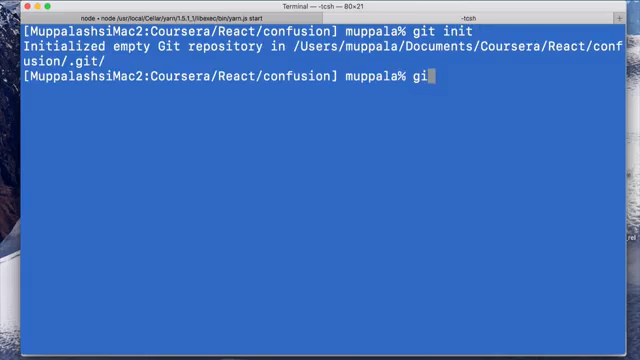 Terminal — -tcsh — 80×21
node ‹ node /usr/local/Cellar/yarn/1.5.1_1/libexec/bin/yarn.js start
-tcsh
[MuppalashsiMac2:Coursera/React/confusion] muppala% git init
Initialized empty Git repository in /Users/muppala/Documents/Coursera/React/conf
usion/.git/
[MuppalashsiMac2:Coursera/React/confusion] muppala% gi